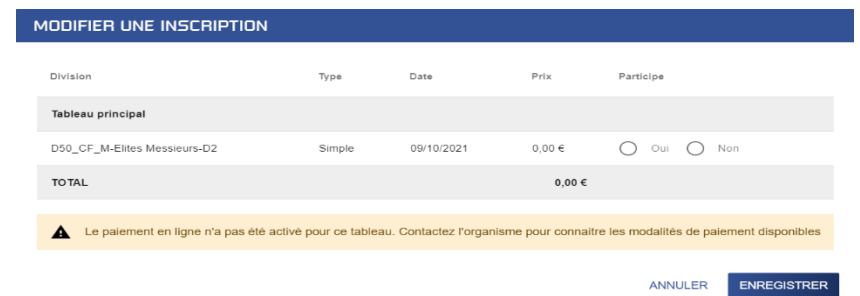 MODIFIER UNE INSCRIPTION
Division Type Date Prix Participe
Tableau principal
D50_CF_M-Elites Messieurs-D2 Simple 09/10/2021 0,00 € Oui Non
TOTAL 0,00 €
Le paiement en ligne n'a pas été activé pour ce tableau. Contactez l'organisme pour connaitre les modalités de paiement disponibles
ANNULER ENREGISTRER